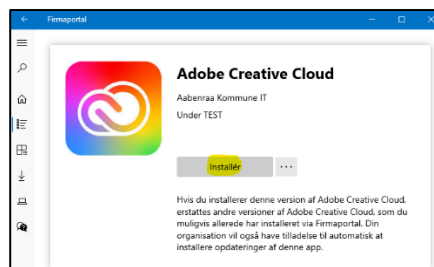 Firmaportal
Adobe Creative Cloud
Aabenraa Kommune IT
Under TEST
Installér
Hvis du installerer denne version af Adobe Creative Cloud,
erstattes andre versioner af Adobe Creative Cloud, som du
muligvis allerede har installeret via Firmaportal. Din
organisation vil også have tilladelse til automatisk at
installere opdateringer af denne app.